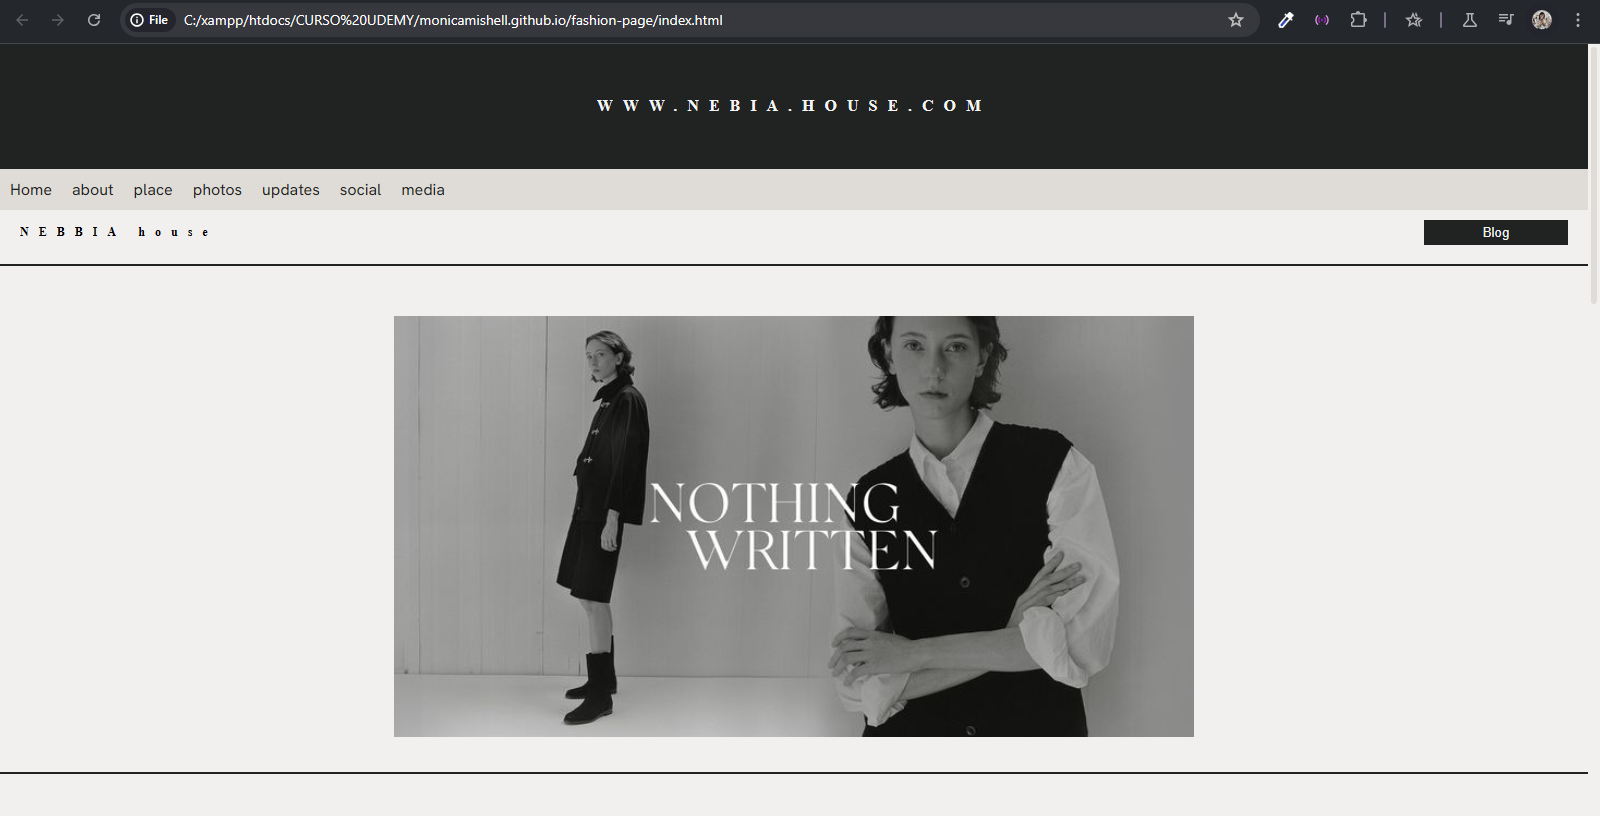 File C:/xampp/htdocs/CURSO%20UDEMY/monicamishell.github.io/fashion-page/index.html
WWW.NEBIA.HOUSE.COM
Home about place photos updates social media
NEBBIA house Blog
NOTHING
WRITTEN